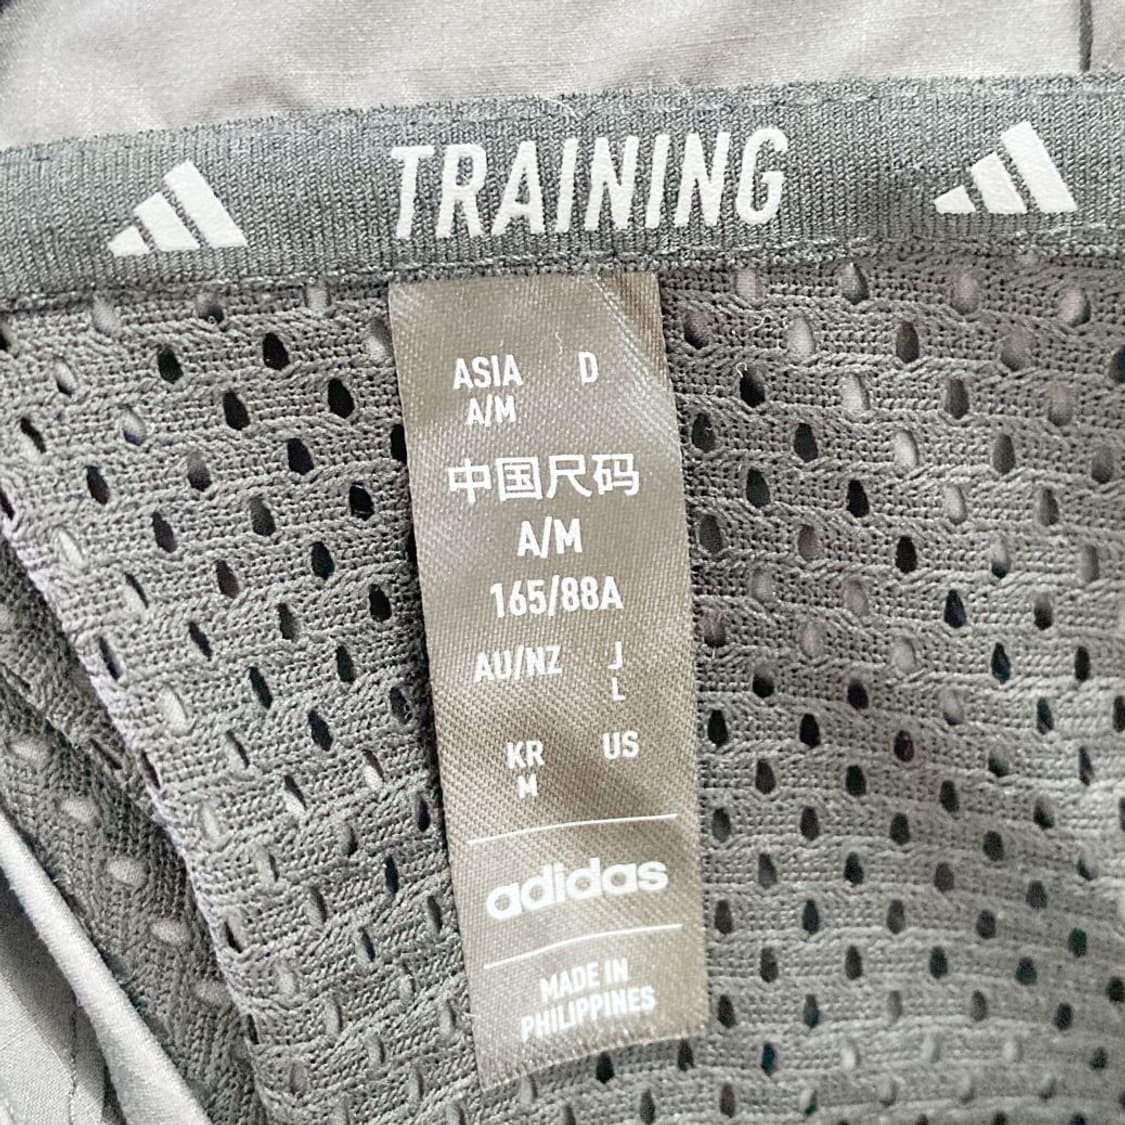 TRAINING
ASIA D
A/M
中国尺码
A/M
165/88A
AU/NZ J
L
KR US
M
adidas
MADE IN
PHILIPPINES